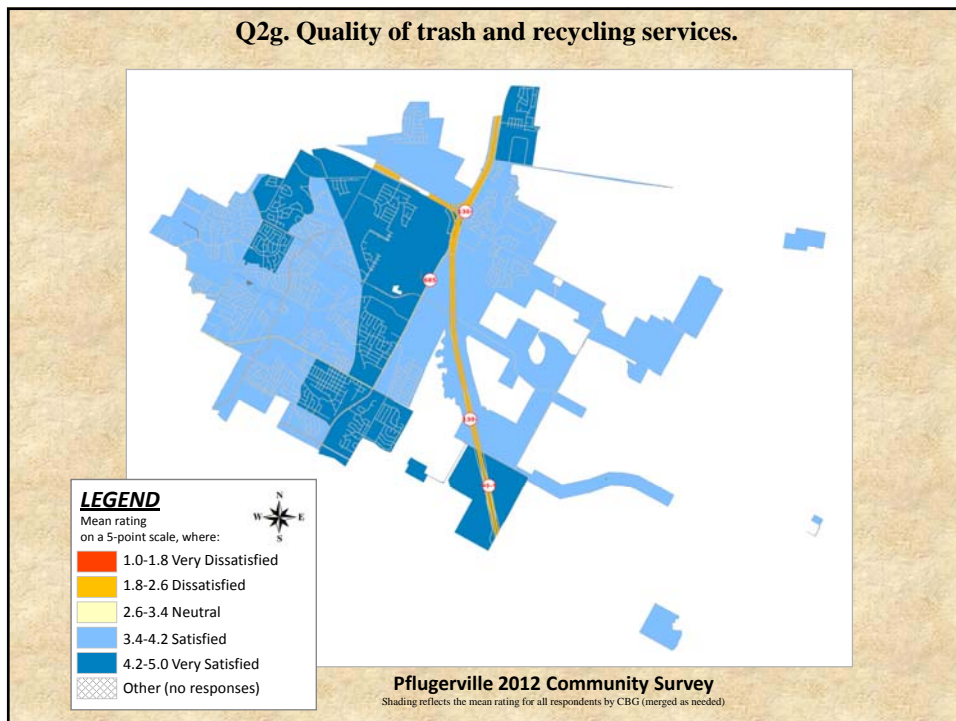 Q2g. Quality of trash and recycling services.
130
685
130
LEGEND
Mean rating
on a 5-point scale, where:
N
W E
S
1.0-1.8 Very Dissatisfied
1.8-2.6 Dissatisfied
2.6-3.4 Neutral
3.4-4.2 Satisfied
4.2-5.0 Very Satisfied
Other (no responses)
Pflugerville 2012 Community Survey
Shading reflects the mean rating for all respondents by CBG (merged as needed)